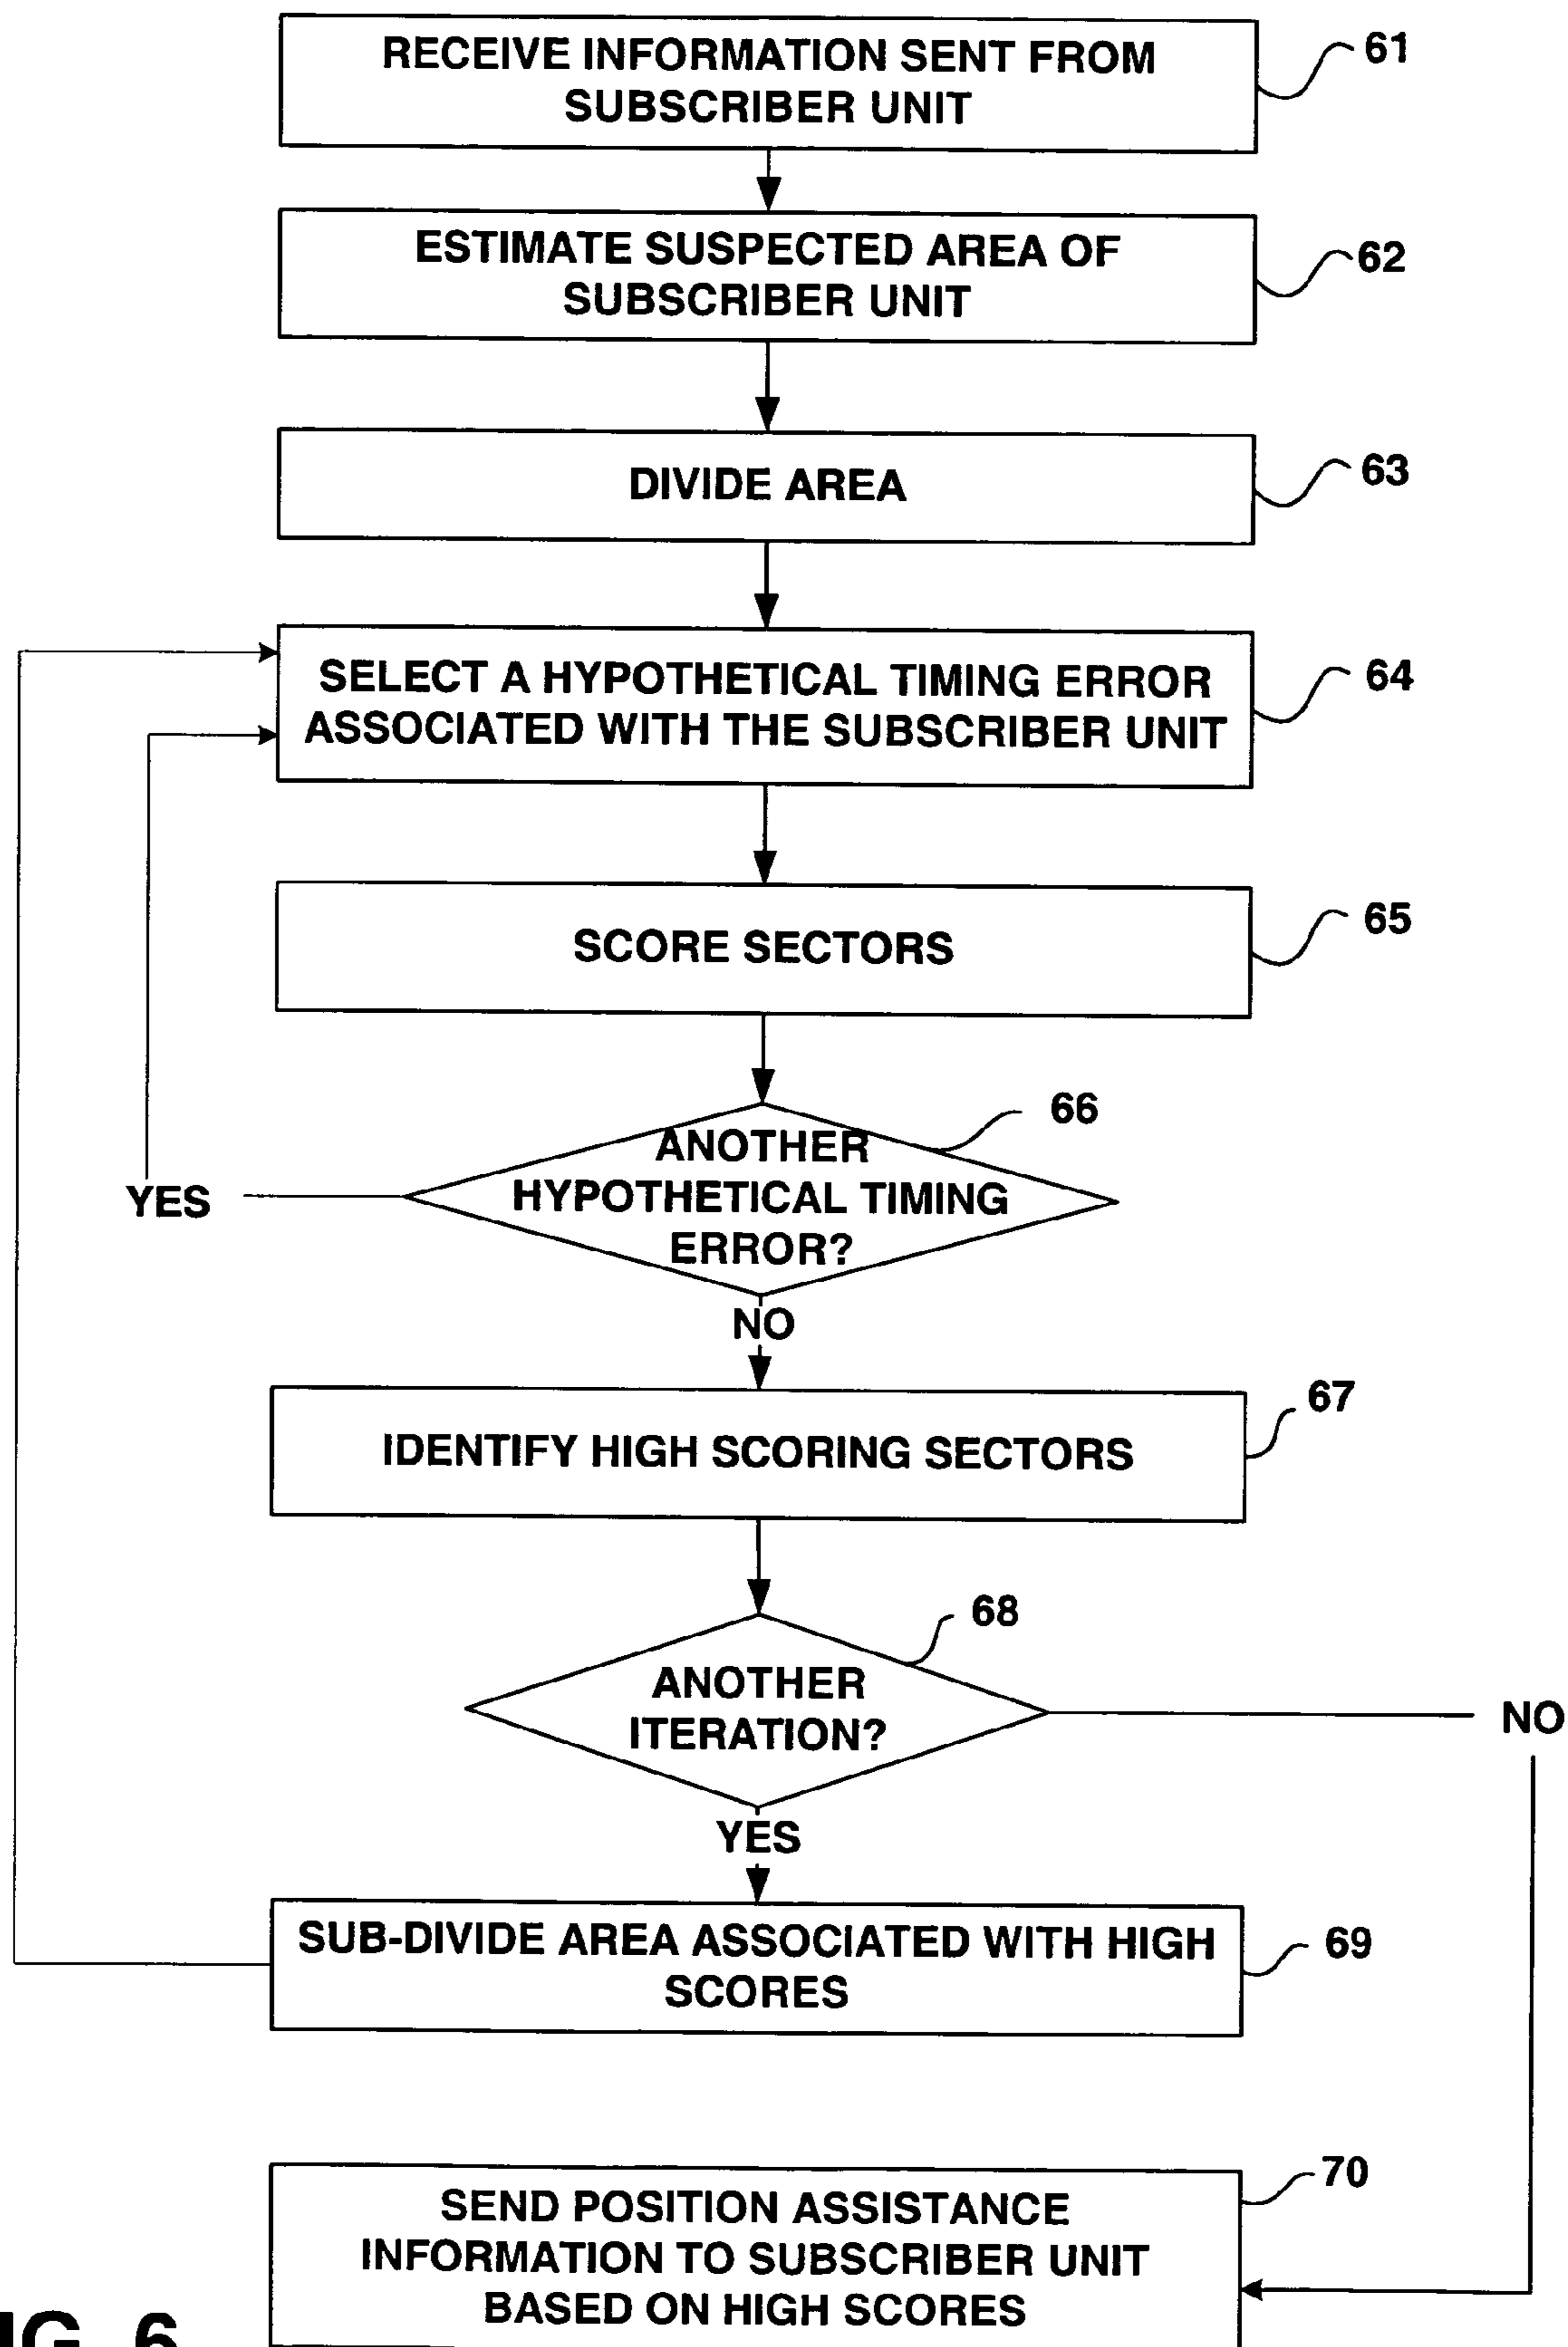 RECEIVE INFORMATION SENT FROM
SUBSCRIBER UNIT
61
ESTIMATE SUSPECTED AREA OF
SUBSCRIBER UNIT
62
DIVIDE AREA
63
SELECT A HYPOTHETICAL TIMING ERROR
ASSOCIATED WITH THE SUBSCRIBER UNIT
64
SCORE SECTORS
65
66
ANOTHER
HYPOTHETICAL TIMING
ERROR?
YES
NO
67
IDENTIFY HIGH SCORING SECTORS
68
ANOTHER
ITERATION?
NO
YES
SUB-DIVIDE AREA ASSOCIATED WITH HIGH
SCORES
69
70
SEND POSITION ASSISTANCE
INFORMATION TO SUBSCRIBER UNIT
BASED ON HIGH SCORES
6